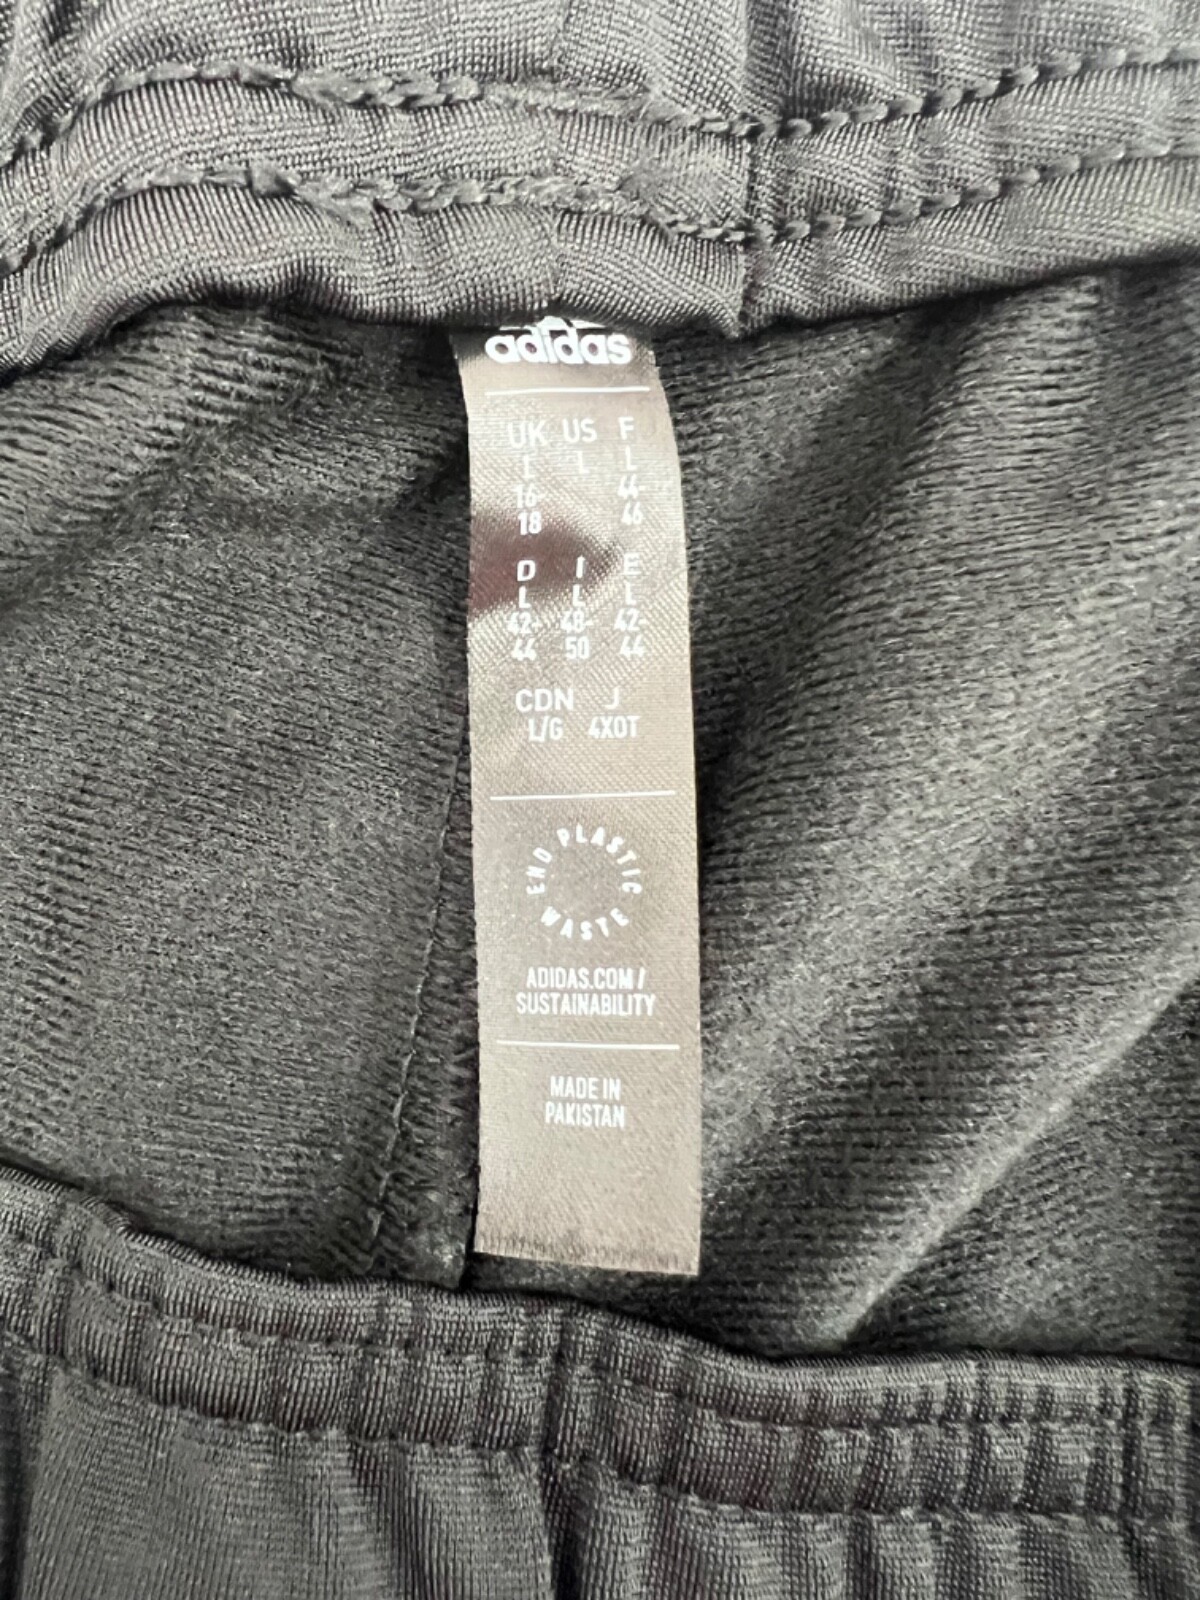 adidas
UK US F
L L L
16- 44-
18 46
D I E
L L L
42- 48- 42-
44 50 44
CDN J
L/G 4XOT
END PLASTIC WASTE
ADIDAS.COM/
SUSTAINABILITY
MADE IN
PAKISTAN